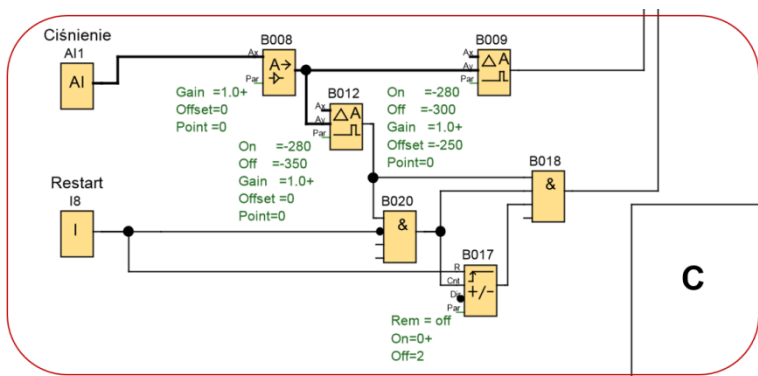 Ciśnienie
AI1
AI
B008
Ax
A→
Par
Gain =1.0+
Offset=0
Point =0
B012
Ax
Ay
Par
△A
On =-280
Off =-350
Gain =1.0+
Offset =0
Point=0
B009
Ax
Ay
Par
△A
On =-280
Off =-300
Gain =1.0+
Offset =-250
Point=0
Restart
I8
I
B020
&
B018
&
B017
R
Cnt
Dir
Par
+/-
Rem = off
On=0+
Off=2
C